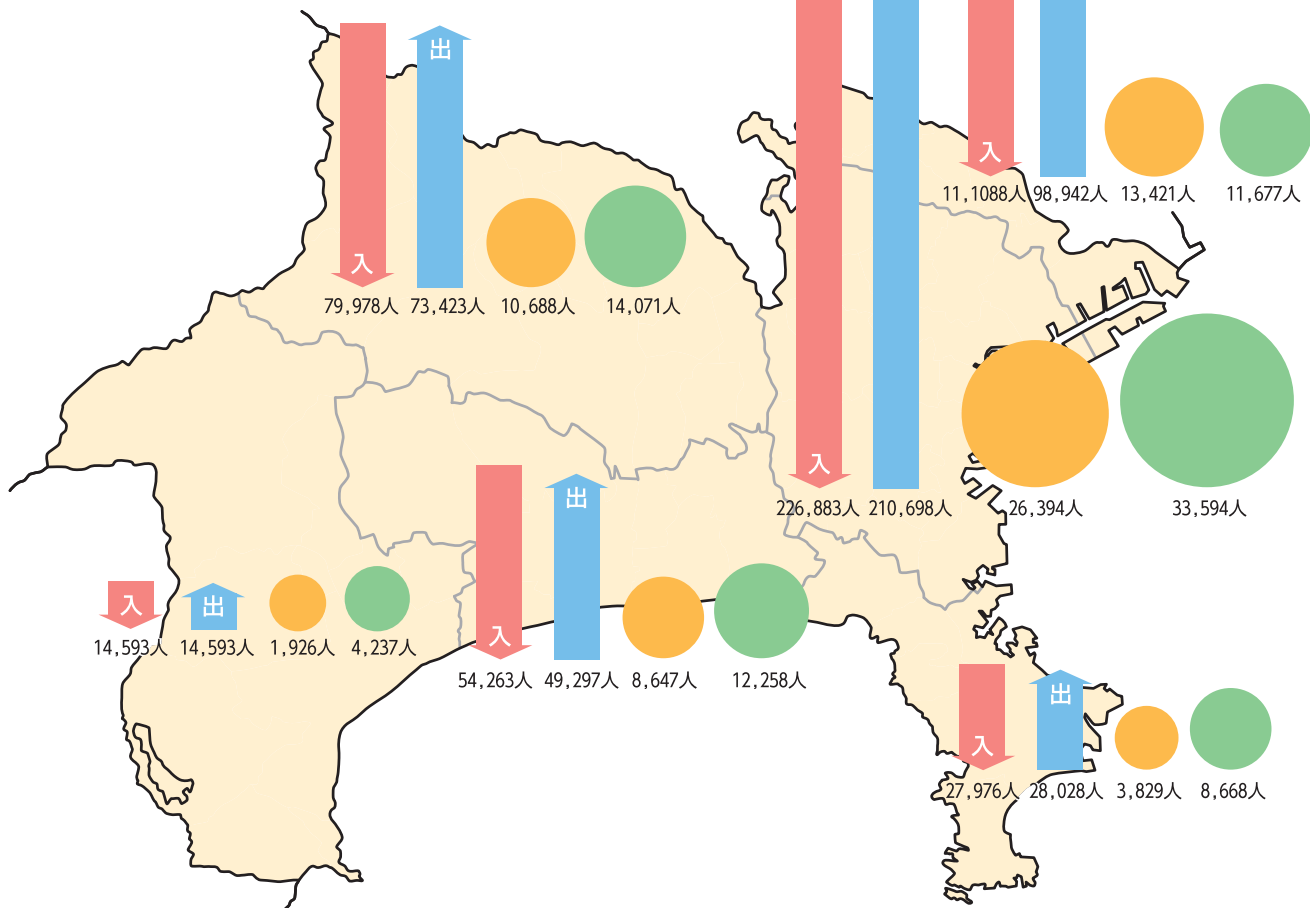 出
入
79,978人 73,423人 10,688人 14,071人
入
11,1088人 98,942人 13,421人 11,677人
入
226,883人 210,698人 26,394人 33,594人
入 出
14,593人 14,593人 1,926人 4,237人
出
入
54,263人 49,297人 8,647人 12,258人
出
入
27,976人 28,028人 3,829人 8,668人